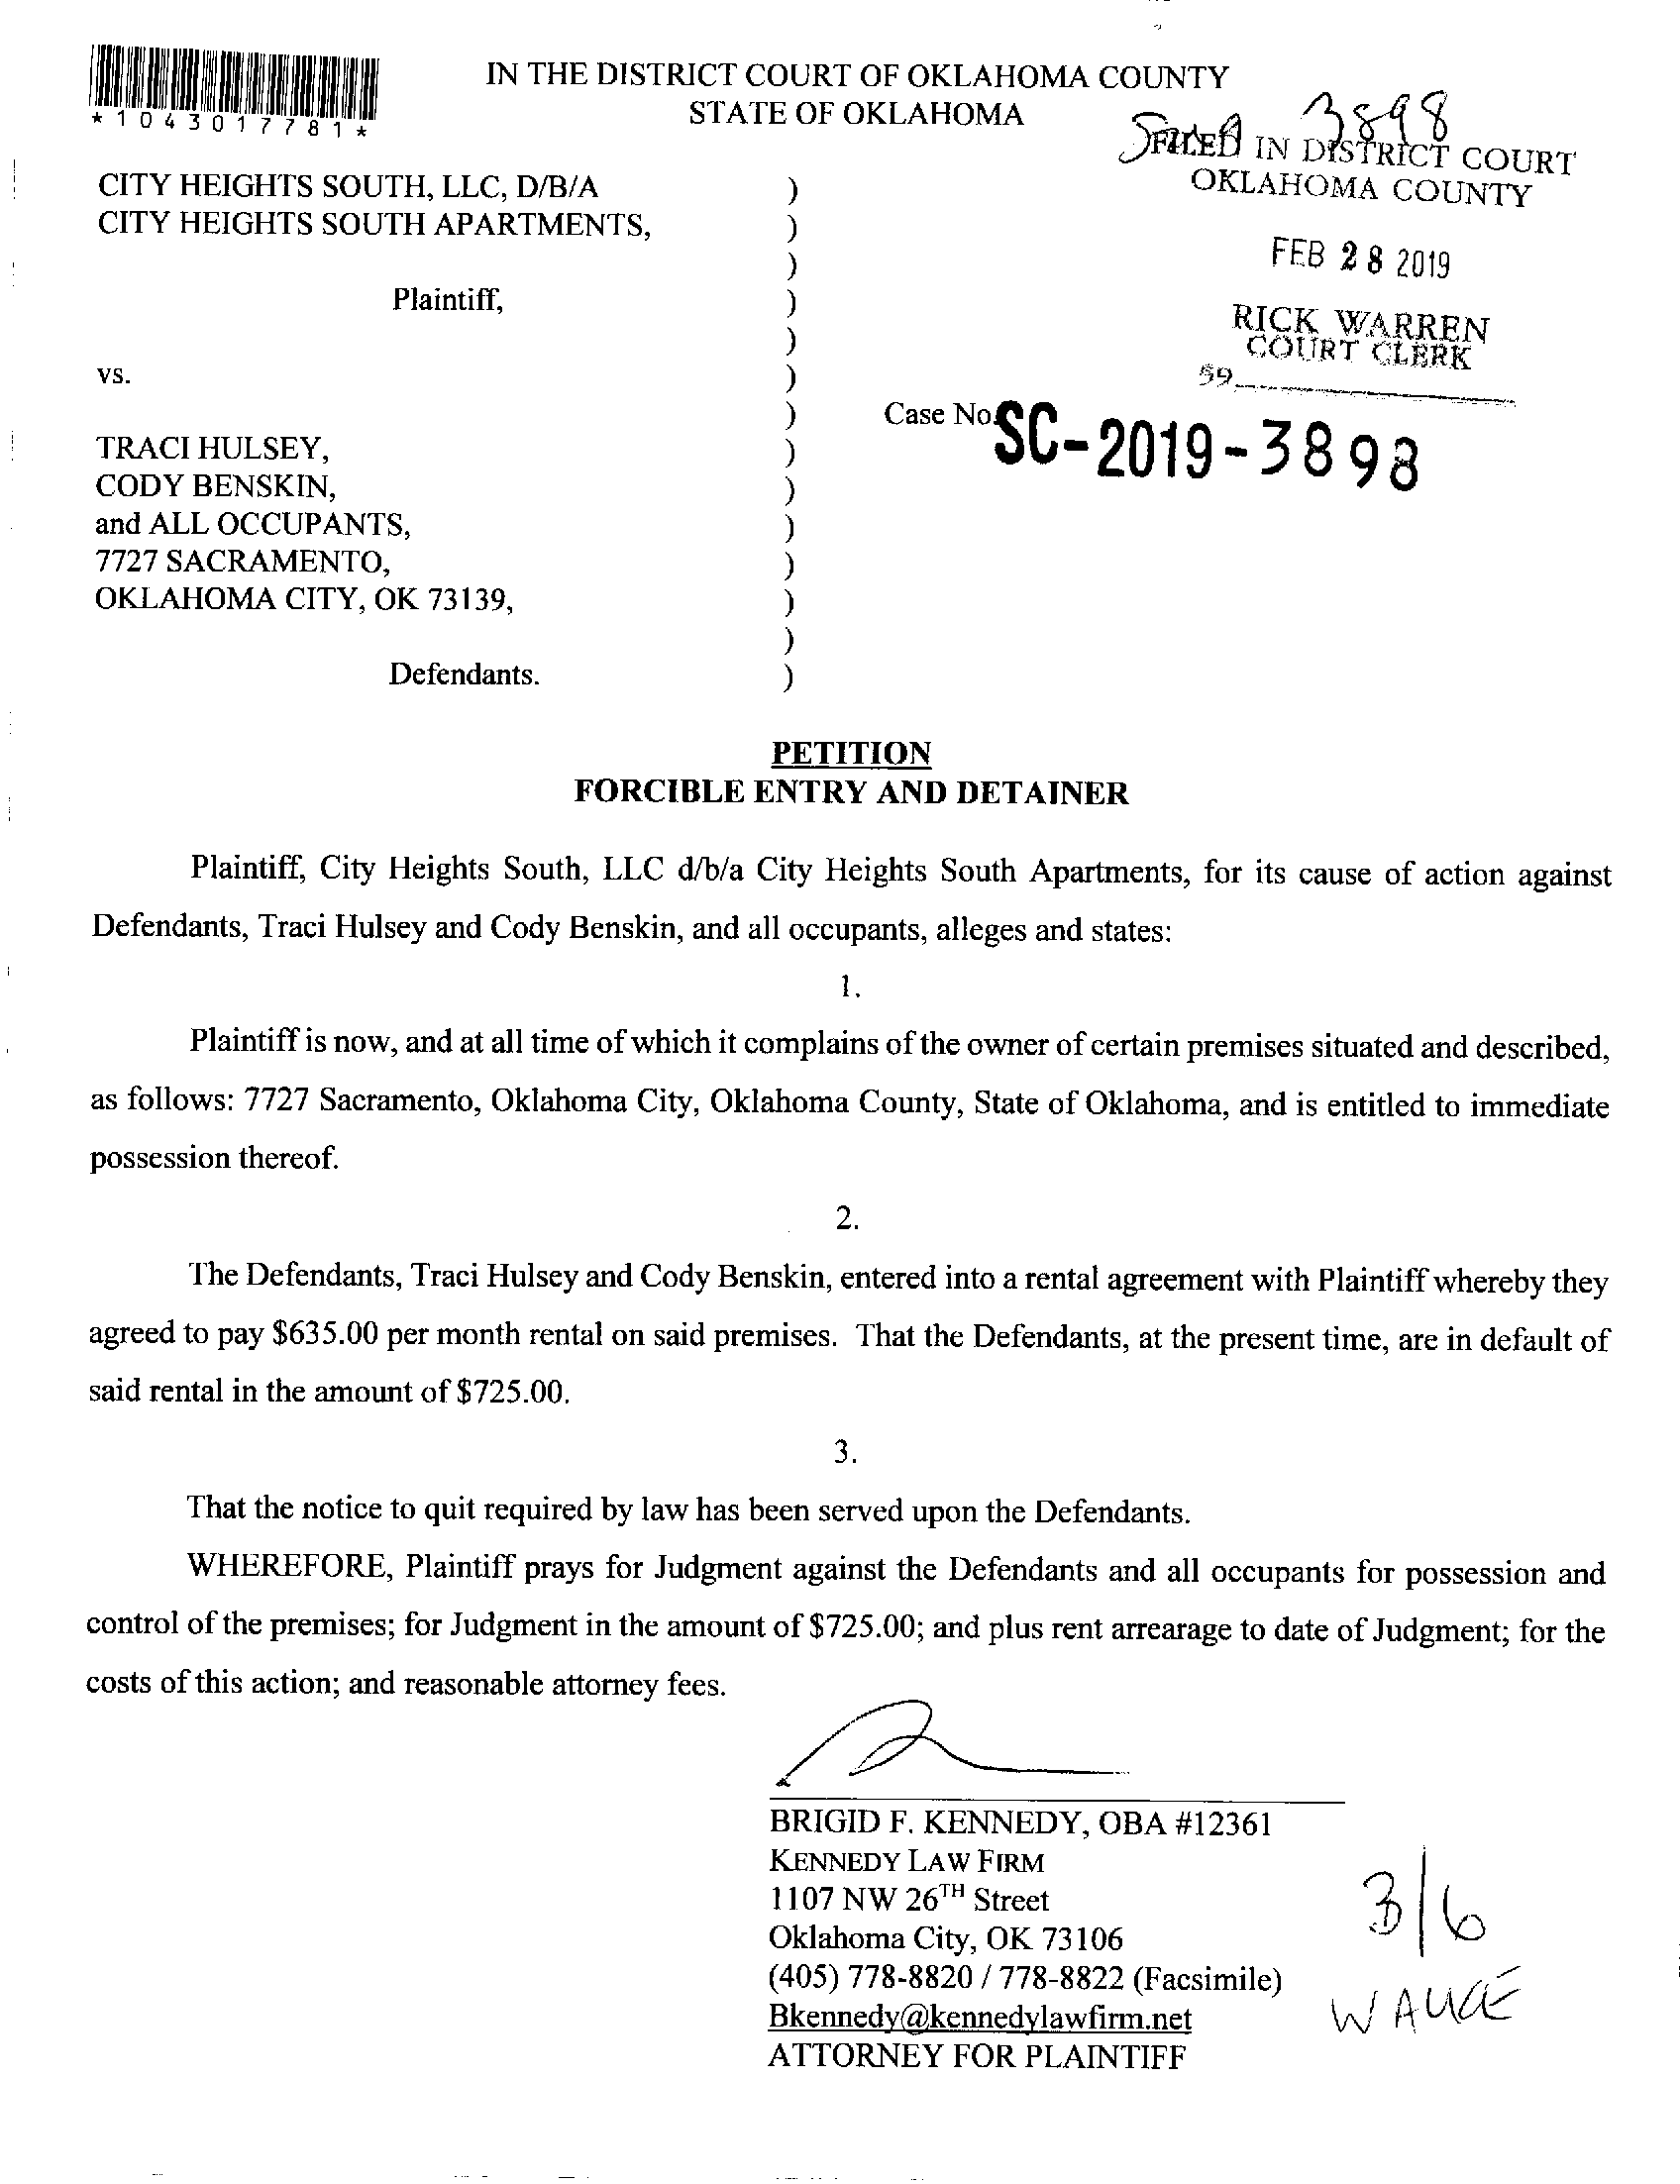 IN THE DISTRICT COURT OF OKLAHOMA COUNTY
STATE OF OKLAHOMA
*1043017781*
3898
FILED IN DISTRICT COURT
OKLAHOMA COUNTY
FEB 28 2019
RICK WARREN
COURT CLERK
59
CITY HEIGHTS SOUTH, LLC, D/B/A )
CITY HEIGHTS SOUTH APARTMENTS, )
)
Plaintiff, )
)
vs. )
) Case No. SC-2019-3898
TRACI HULSEY, )
CODY BENSKIN, )
and ALL OCCUPANTS, )
7727 SACRAMENTO, )
OKLAHOMA CITY, OK 73139, )
)
Defendants. )
PETITION
FORCIBLE ENTRY AND DETAINER
Plaintiff, City Heights South, LLC d/b/a City Heights South Apartments, for its cause of action against
Defendants, Traci Hulsey and Cody Benskin, and all occupants, alleges and states:
1.
Plaintiff is now, and at all time of which it complains of the owner of certain premises situated and described,
as follows: 7727 Sacramento, Oklahoma City, Oklahoma County, State of Oklahoma, and is entitled to immediate
possession thereof.
2.
The Defendants, Traci Hulsey and Cody Benskin, entered into a rental agreement with Plaintiff whereby they
agreed to pay $635.00 per month rental on said premises. That the Defendants, at the present time, are in default of
said rental in the amount of $725.00.
3.
That the notice to quit required by law has been served upon the Defendants.
WHEREFORE, Plaintiff prays for Judgment against the Defendants and all occupants for possession and
control of the premises; for Judgment in the amount of $725.00; and plus rent arrearage to date of Judgment; for the
costs of this action; and reasonable attorney fees.
BRIGID F. KENNEDY, OBA #12361
KENNEDY LAW FIRM
1107 NW 26TH Street
Oklahoma City, OK 73106
(405) 778-8820 / 778-8822 (Facsimile)
Bkennedy@kennedylawfirm.net
ATTORNEY FOR PLAINTIFF
3/6